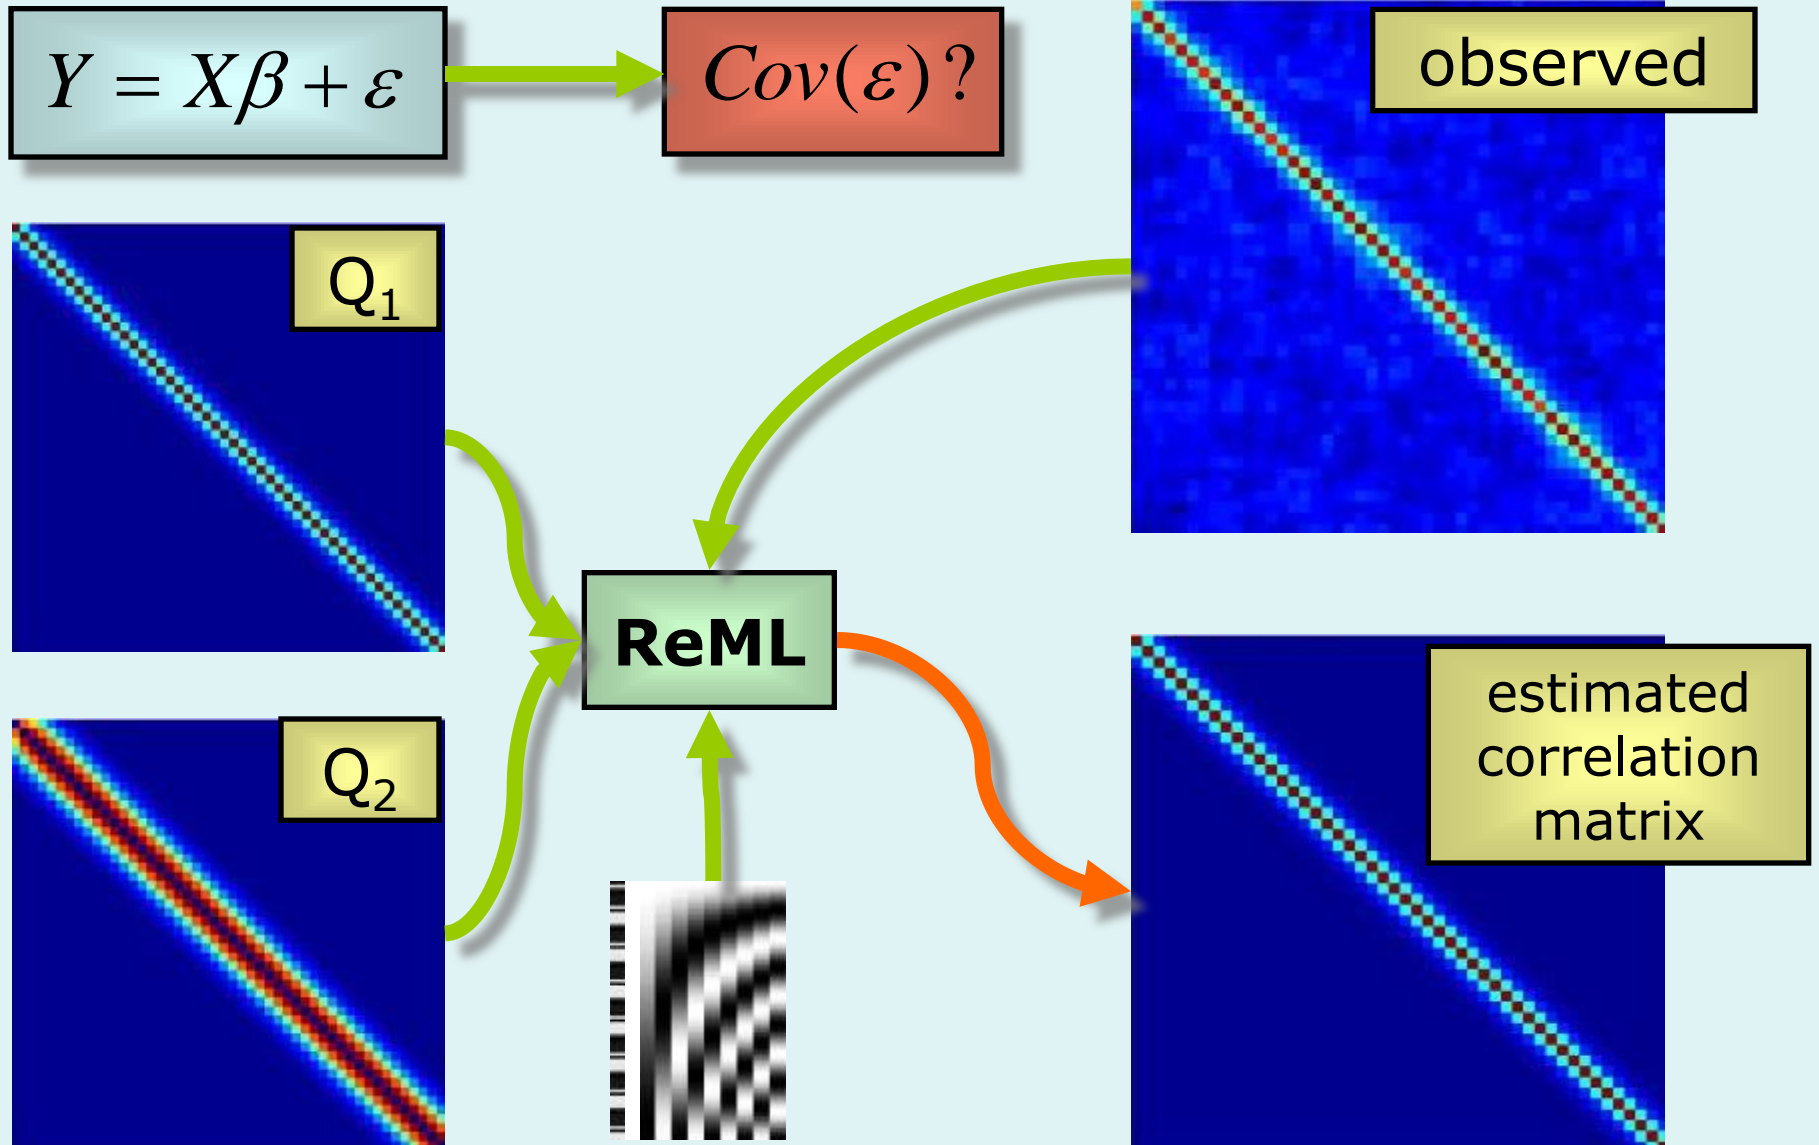 Y = Xβ + ε
Cov(ε) ?
observed
Q₁
ReML
Q₂
estimated
correlation
matrix